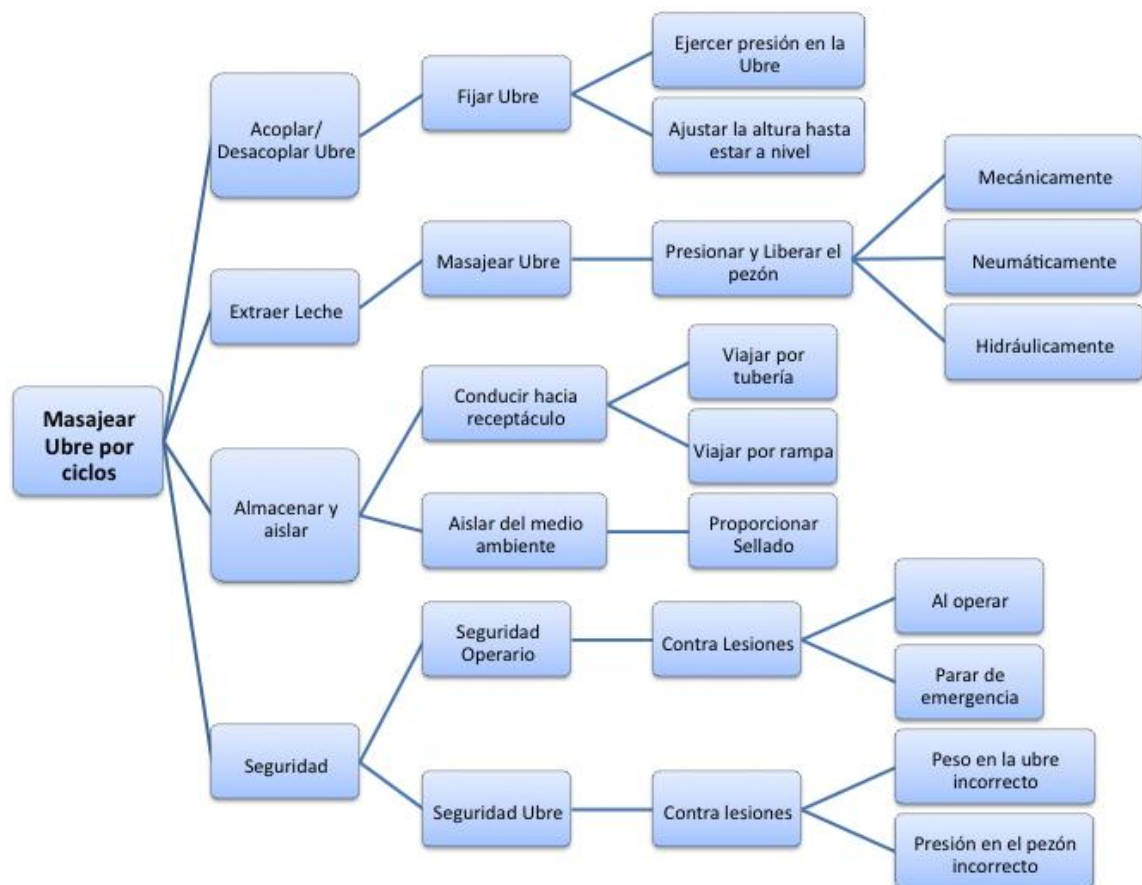 Masajear
Ubre por
ciclos
Acoplar/
Desacoplar Ubre
Fijar Ubre
Ejercer presión en la
Ubre
Ajustar la altura hasta
estar a nivel
Extraer Leche
Masajear Ubre
Presionar y Liberar el
pezón
Mecánicamente
Neumáticamente
Hidráulicamente
Almacenar y
aislar
Conducir hacia
receptáculo
Viajar por
tubería
Viajar por rampa
Aislar del medio
ambiente
Proporcionar
Sellado
Seguridad
Seguridad
Operario
Contra Lesiones
Al operar
Parar de
emergencia
Seguridad Ubre
Contra lesiones
Peso en la ubre
incorrecto
Presión en el pezón
incorrecto